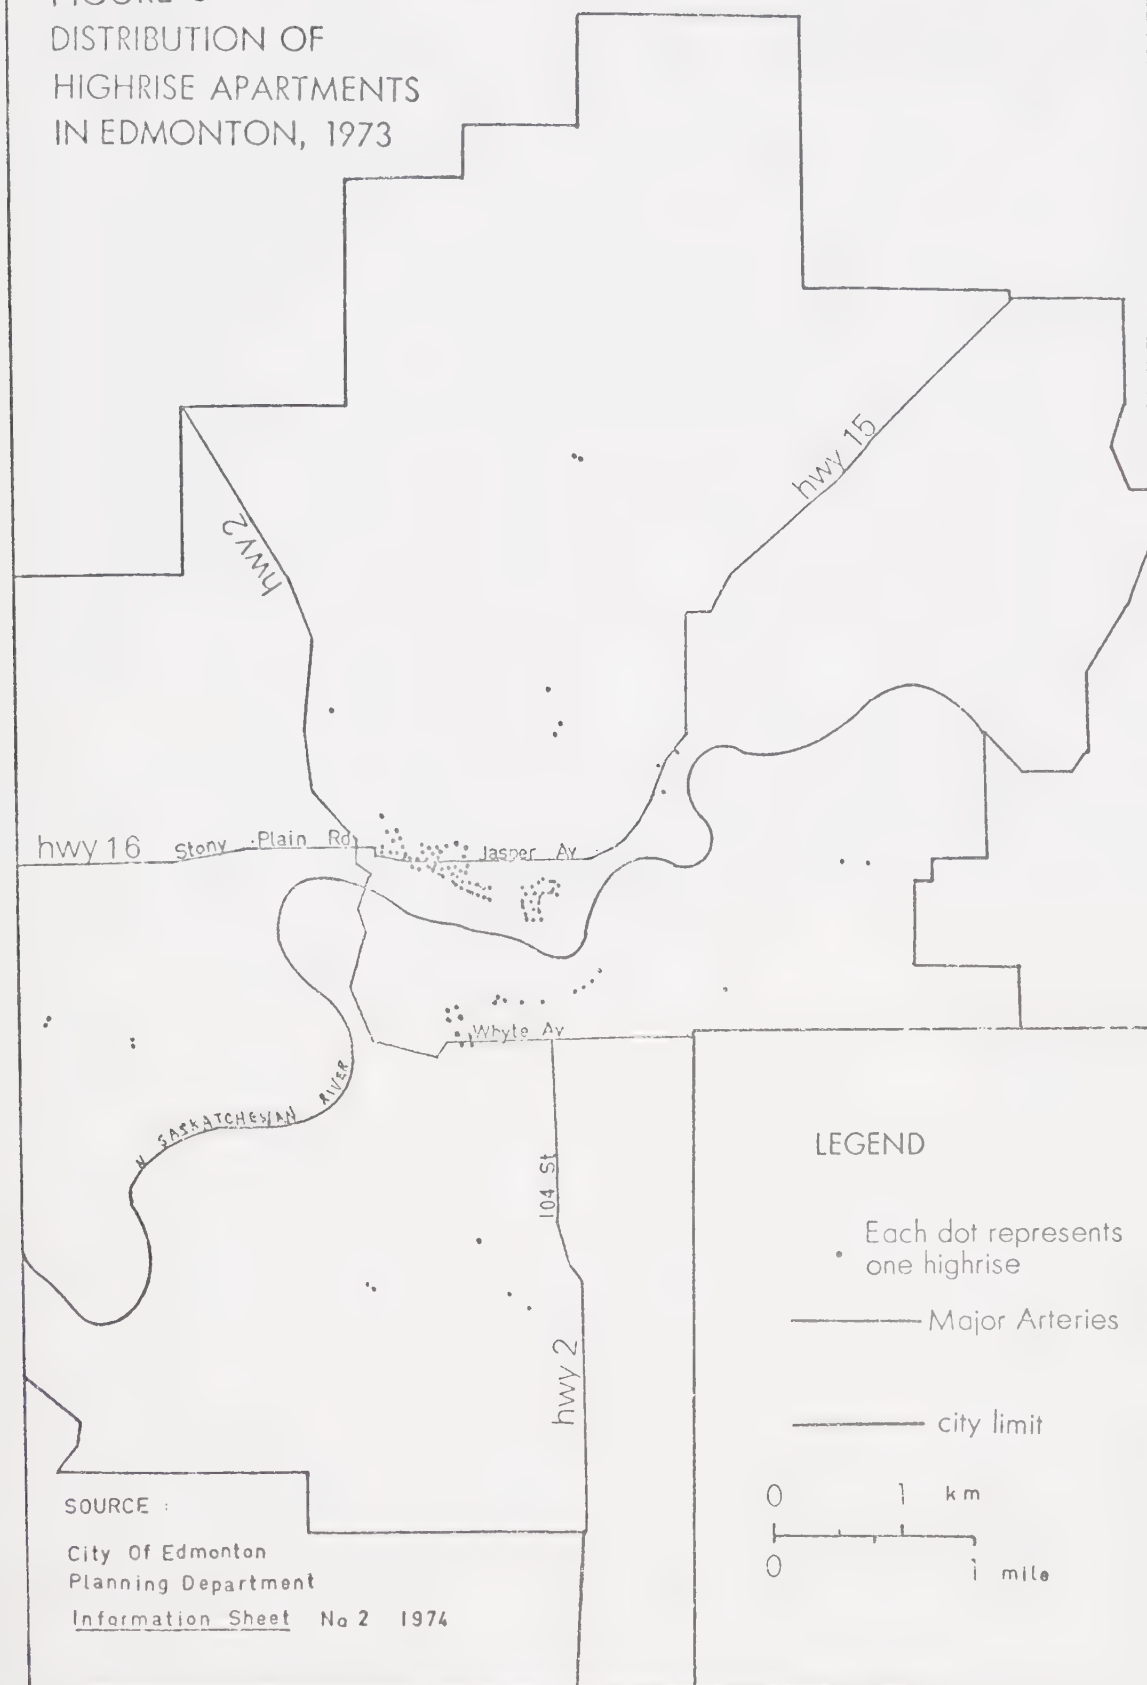 DISTRIBUTION OF
HIGHRISE APARTMENTS
IN EDMONTON, 1973
hwy 15
hwy 2
hwy 16
Stony Plain Rd
Jasper Av
Whyte Av
N SASKATCHEWAN RIVER
104 St
hwy 2
LEGEND
Each dot represents
one highrise
Major Arteries
city limit
0 1 km
0 1 mile
SOURCE :
City Of Edmonton
Planning Department
Information Sheet No 2 1974